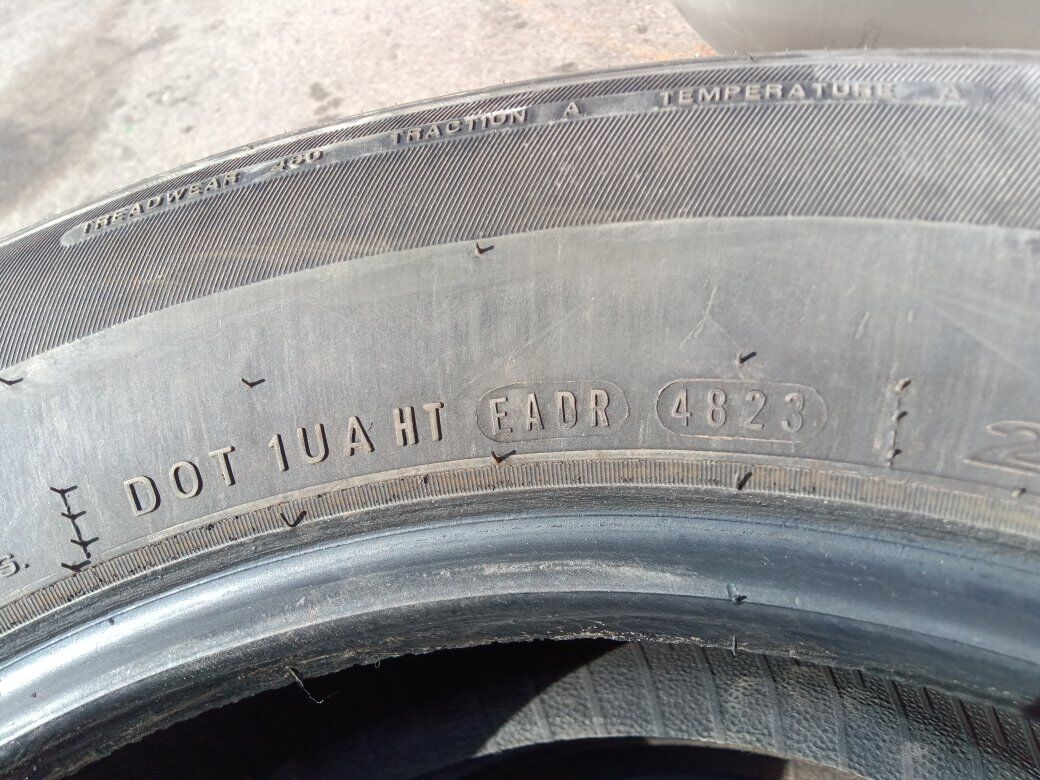 TREADWEAR TRACTION A TEMPERATURE A
DOT 1UA HT EADR 4823